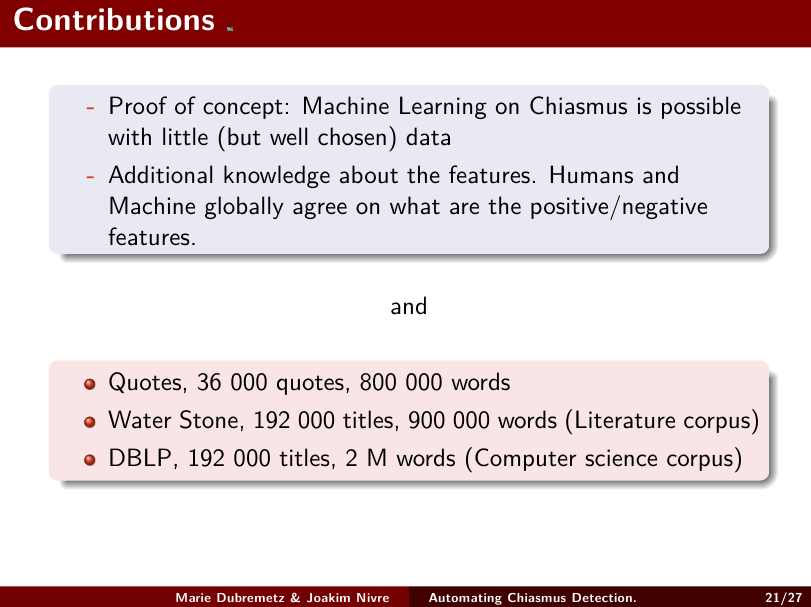 Contributions
- Proof of concept: Machine Learning on Chiasmus is possible
with little (but well chosen) data
- Additional knowledge about the features. Humans and
Machine globally agree on what are the positive/negative
features.
and
Quotes, 36 000 quotes, 800 000 words
Water Stone, 192 000 titles, 900 000 words (Literature corpus)
DBLP, 192 000 titles, 2 M words (Computer science corpus)
Marie Dubremetz & Joakim Nivre Automating Chiasmus Detection. 21/27